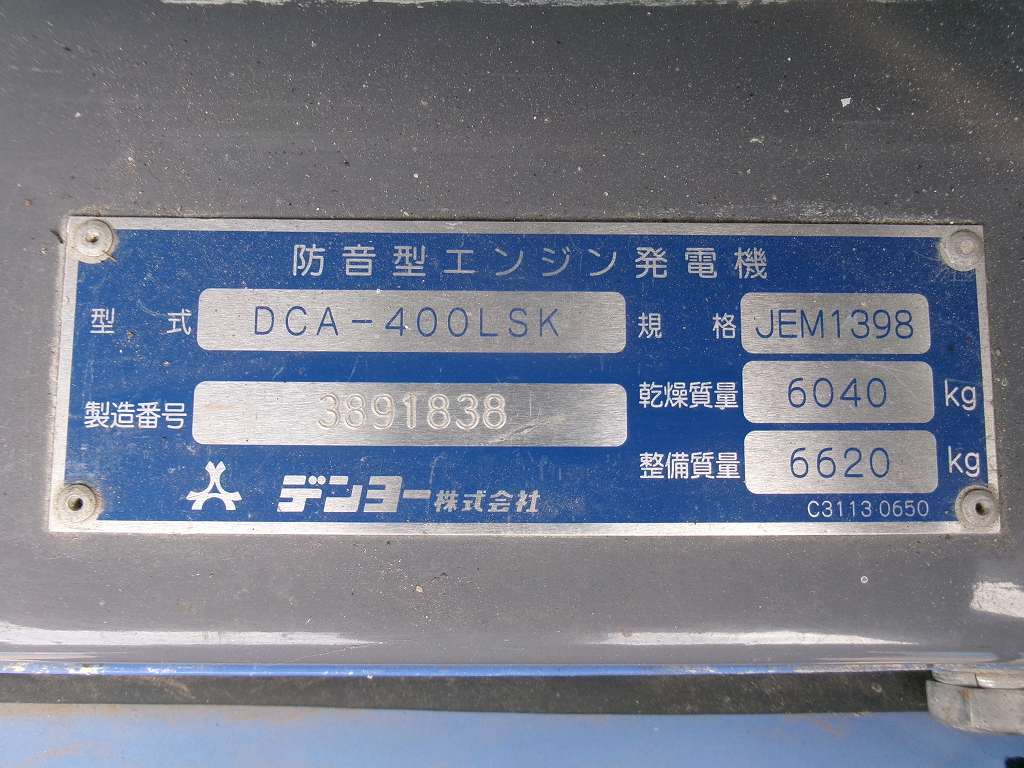 防音型エンジン発電機
型式 DCA-400LSK 規格 JEM1398
製造番号 3891838 乾燥質量 6040 kg
整備質量 6620 kg
デンヨー株式会社 C3113 0650